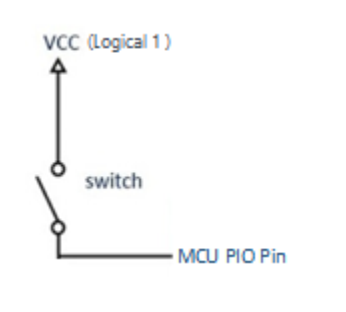 VCC (Logical 1)
switch
MCU PIO Pin